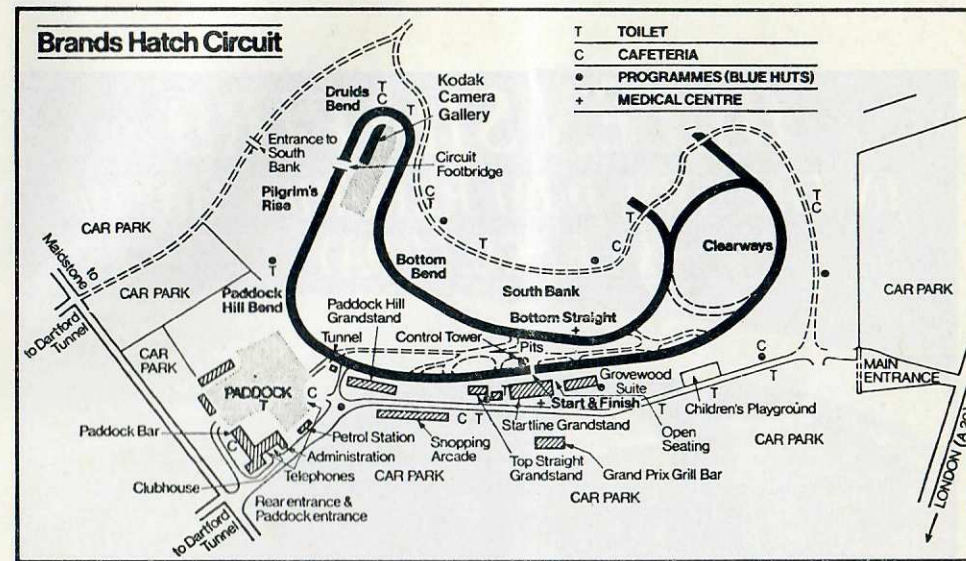 Brands Hatch Circuit
T TOILET
C CAFETERIA
● PROGRAMMES (BLUE HUTS)
+ MEDICAL CENTRE
Druids
Bend
T
C
Kodak
Camera
Gallery
Entrance to
South
Bank
Circuit
Footbridge
Pilgrim's
Rise
C
T
T
T
C
T
C
Clearways
CAR PARK
CAR PARK
CAR PARK
CAR
PARK
to
Maidstone
to Dartford
Tunnel
T
Paddock
Hill Bend
Bottom
Bend
South Bank
Paddock Hill
Grandstand
Tunnel
Control Tower
Bottom Straight
+
Pits
CAR PARK
MAIN
ENTRANCE
C
T
T
T
Grovewood
Suite
T
+ Start & Finish
Startline Grandstand
Children's Playground
Open
Seating
CAR PARK
PADDOCK
T
C
Paddock Bar
C
Petrol Station
Administration
Telephones
Clubhouse
Rear entrance &
Paddock entrance
to Dartford
Tunnel
C
T
Snopping
Arcade
CAR PARK
Top Straight
Grandstand
Grand Prix Grill Bar
CAR PARK
LONDON (A 20)